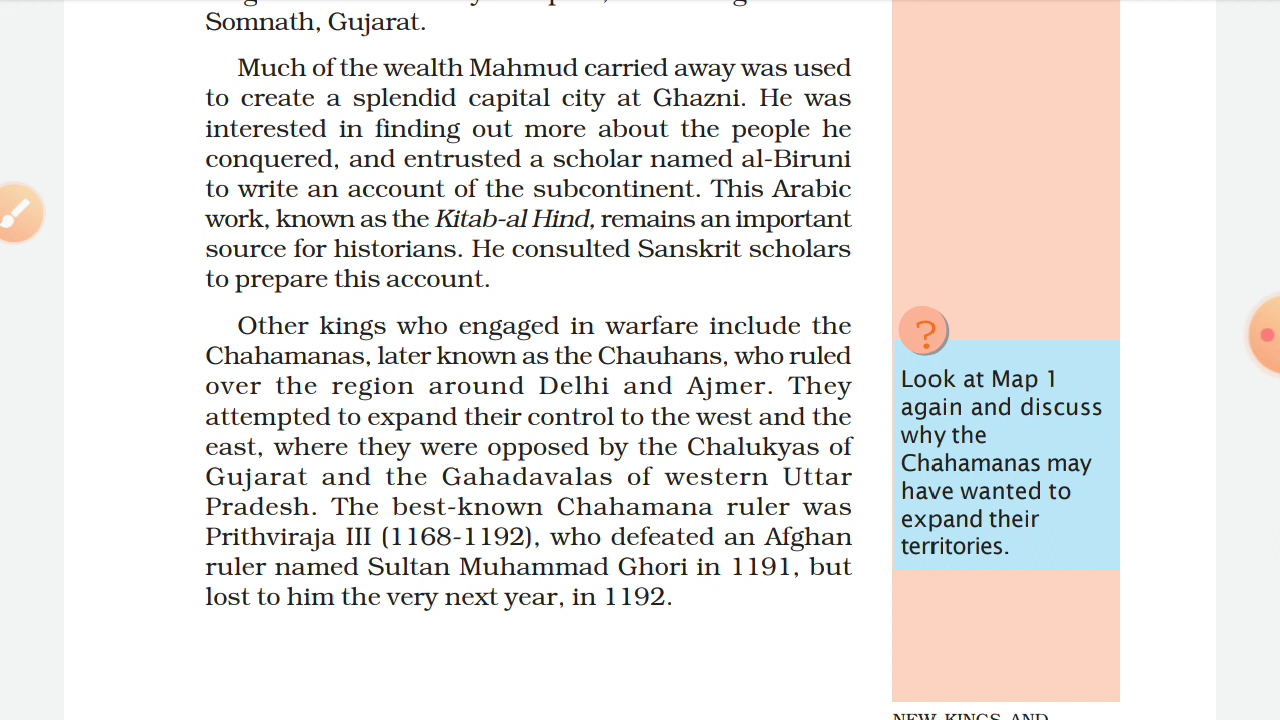 Somnath, Gujarat.
Much of the wealth Mahmud carried away was used
to create a splendid capital city at Ghazni. He was
interested in finding out more about the people he
conquered, and entrusted a scholar named al-Biruni
to write an account of the subcontinent. This Arabic
work, known as the Kitab-al Hind, remains an important
source for historians. He consulted Sanskrit scholars
to prepare this account.
Other kings who engaged in warfare include the
Chahamanas, later known as the Chauhans, who ruled
over the region around Delhi and Ajmer. They
attempted to expand their control to the west and the
east, where they were opposed by the Chalukyas of
Gujarat and the Gahadavalas of western Uttar
Pradesh. The best-known Chahamana ruler was
Prithviraja III (1168-1192), who defeated an Afghan
ruler named Sultan Muhammad Ghori in 1191, but
lost to him the very next year, in 1192.
?
Look at Map 1
again and discuss
why the
Chahamanas may
have wanted to
expand their
territories.
NEW KINGS AND